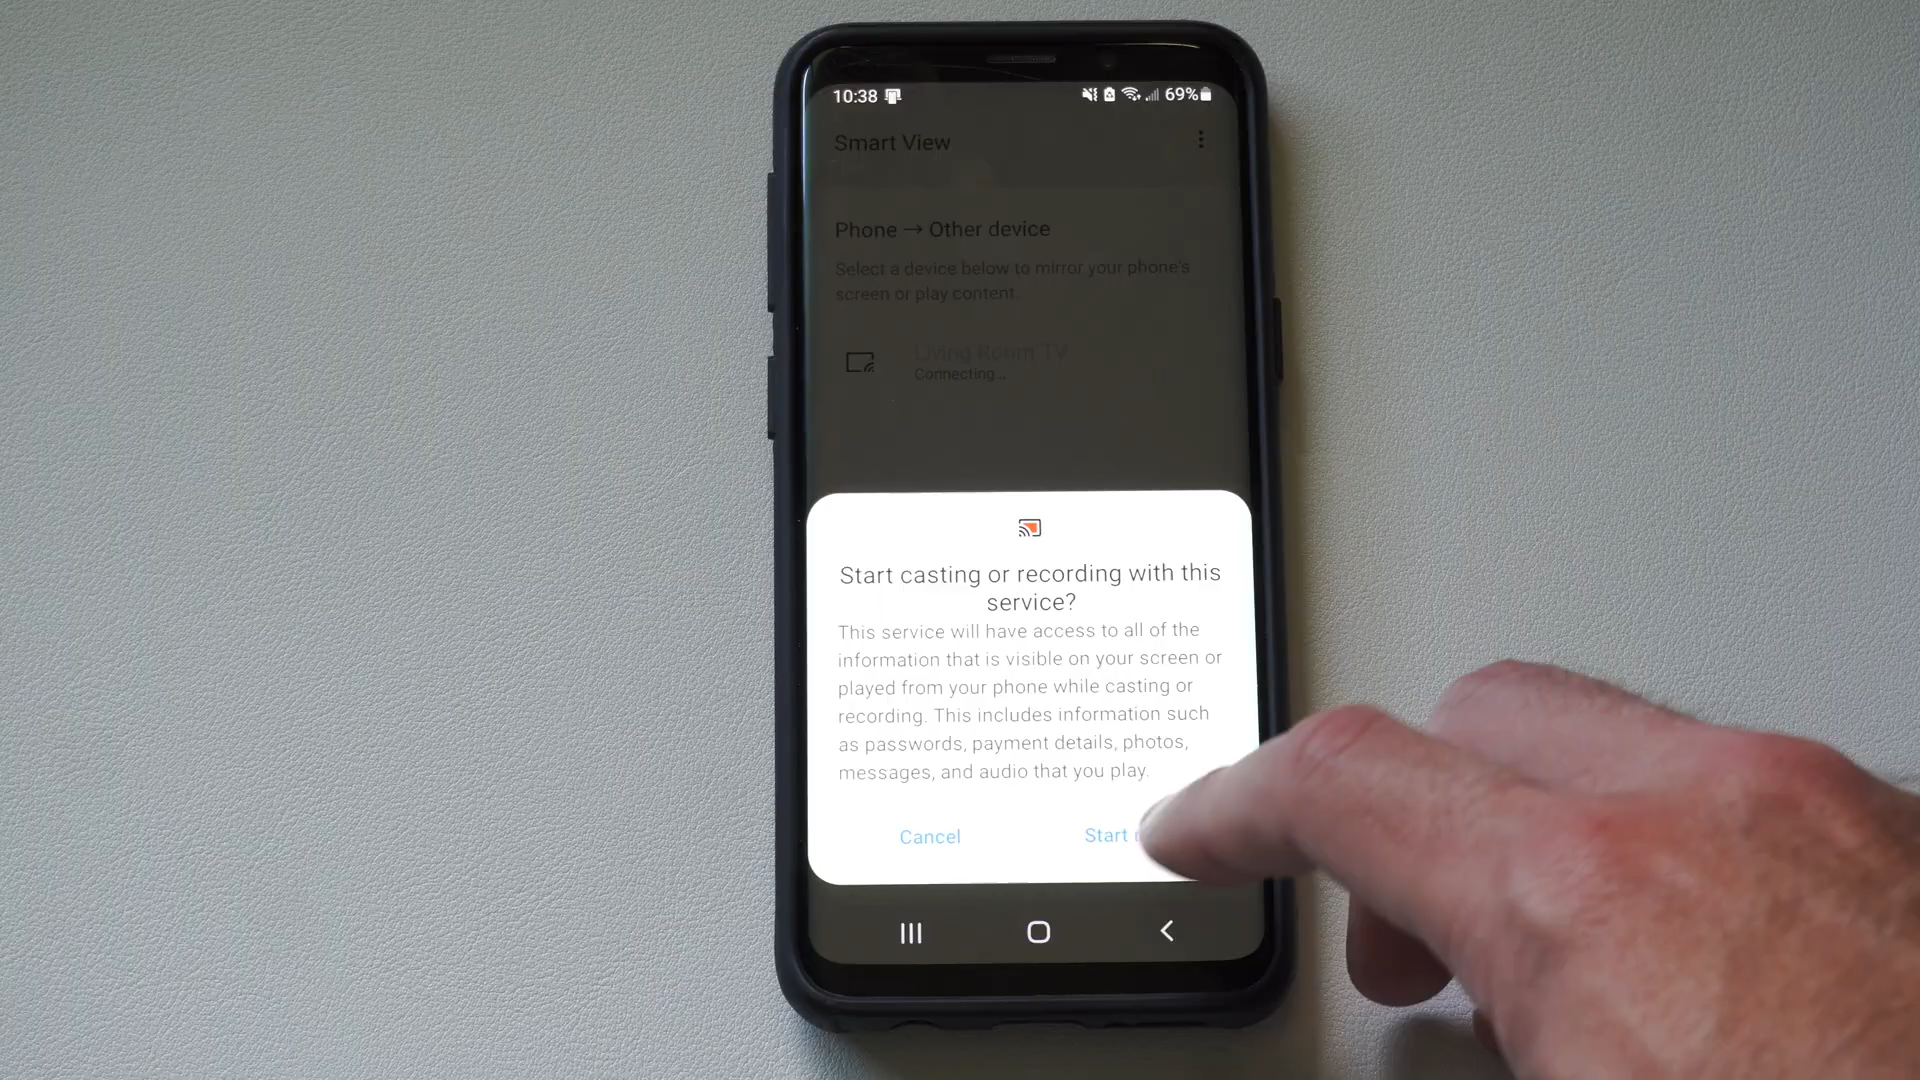 10:38 69%
Smart View
Phone → Other device
Select a device below to mirror your phone's
screen or play content.
Living Room TV
Connecting...
Start casting or recording with this
service?
This service will have access to all of the
information that is visible on your screen or
played from your phone while casting or
recording. This includes information such
as passwords, payment details, photos,
messages, and audio that you play.
Cancel Start